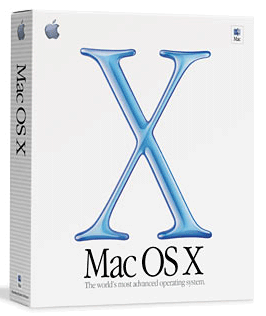 Mac OS X
Mac
X
Mac OS X
The world's most advanced operating system.